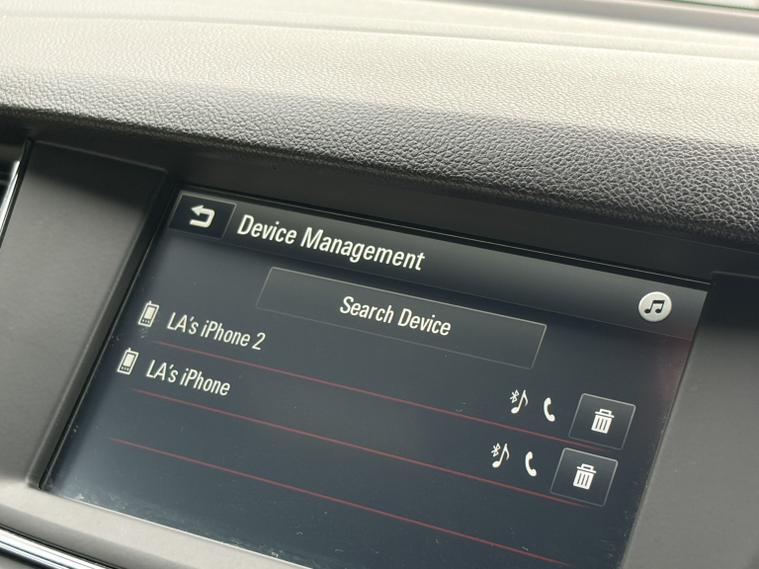 Device Management
Search Device
LA's iPhone 2
LA's iPhone